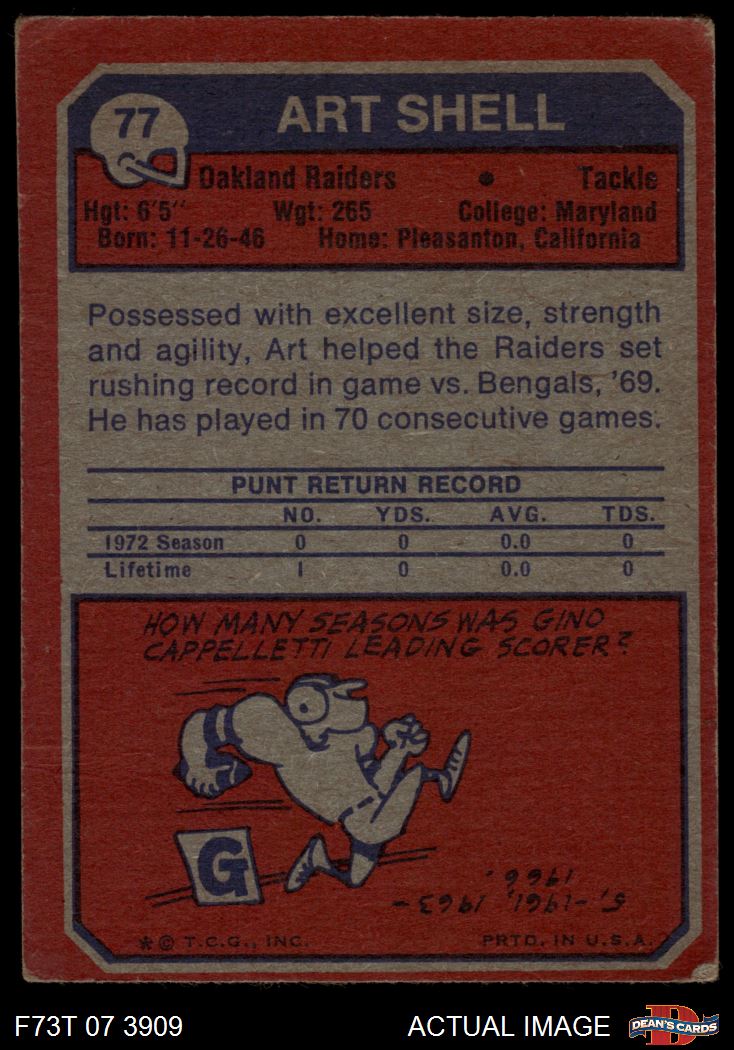 77
ART SHELL
Oakland Raiders • Tackle
Hgt: 6'5" Wgt: 265 College: Maryland
Born: 11-26-46 Home: Pleasanton, California
Possessed with excellent size, strength
and agility, Art helped the Raiders set
rushing record in game vs. Bengals, '69.
He has played in 70 consecutive games.
PUNT RETURN RECORD
NO. YDS. AVG. TDS.
1972 Season 0 0 0.0 0
Lifetime 1 0 0.0 0
HOW MANY SEASONS WAS GINO
CAPPELLETTI LEADING SCORER?
G
5, -1961, 1963-
1966.
* © T.C.G., INC. PRTD. IN U.S.A.
F73T 07 3909 ACTUAL IMAGE
D
DEAN'S CARDS